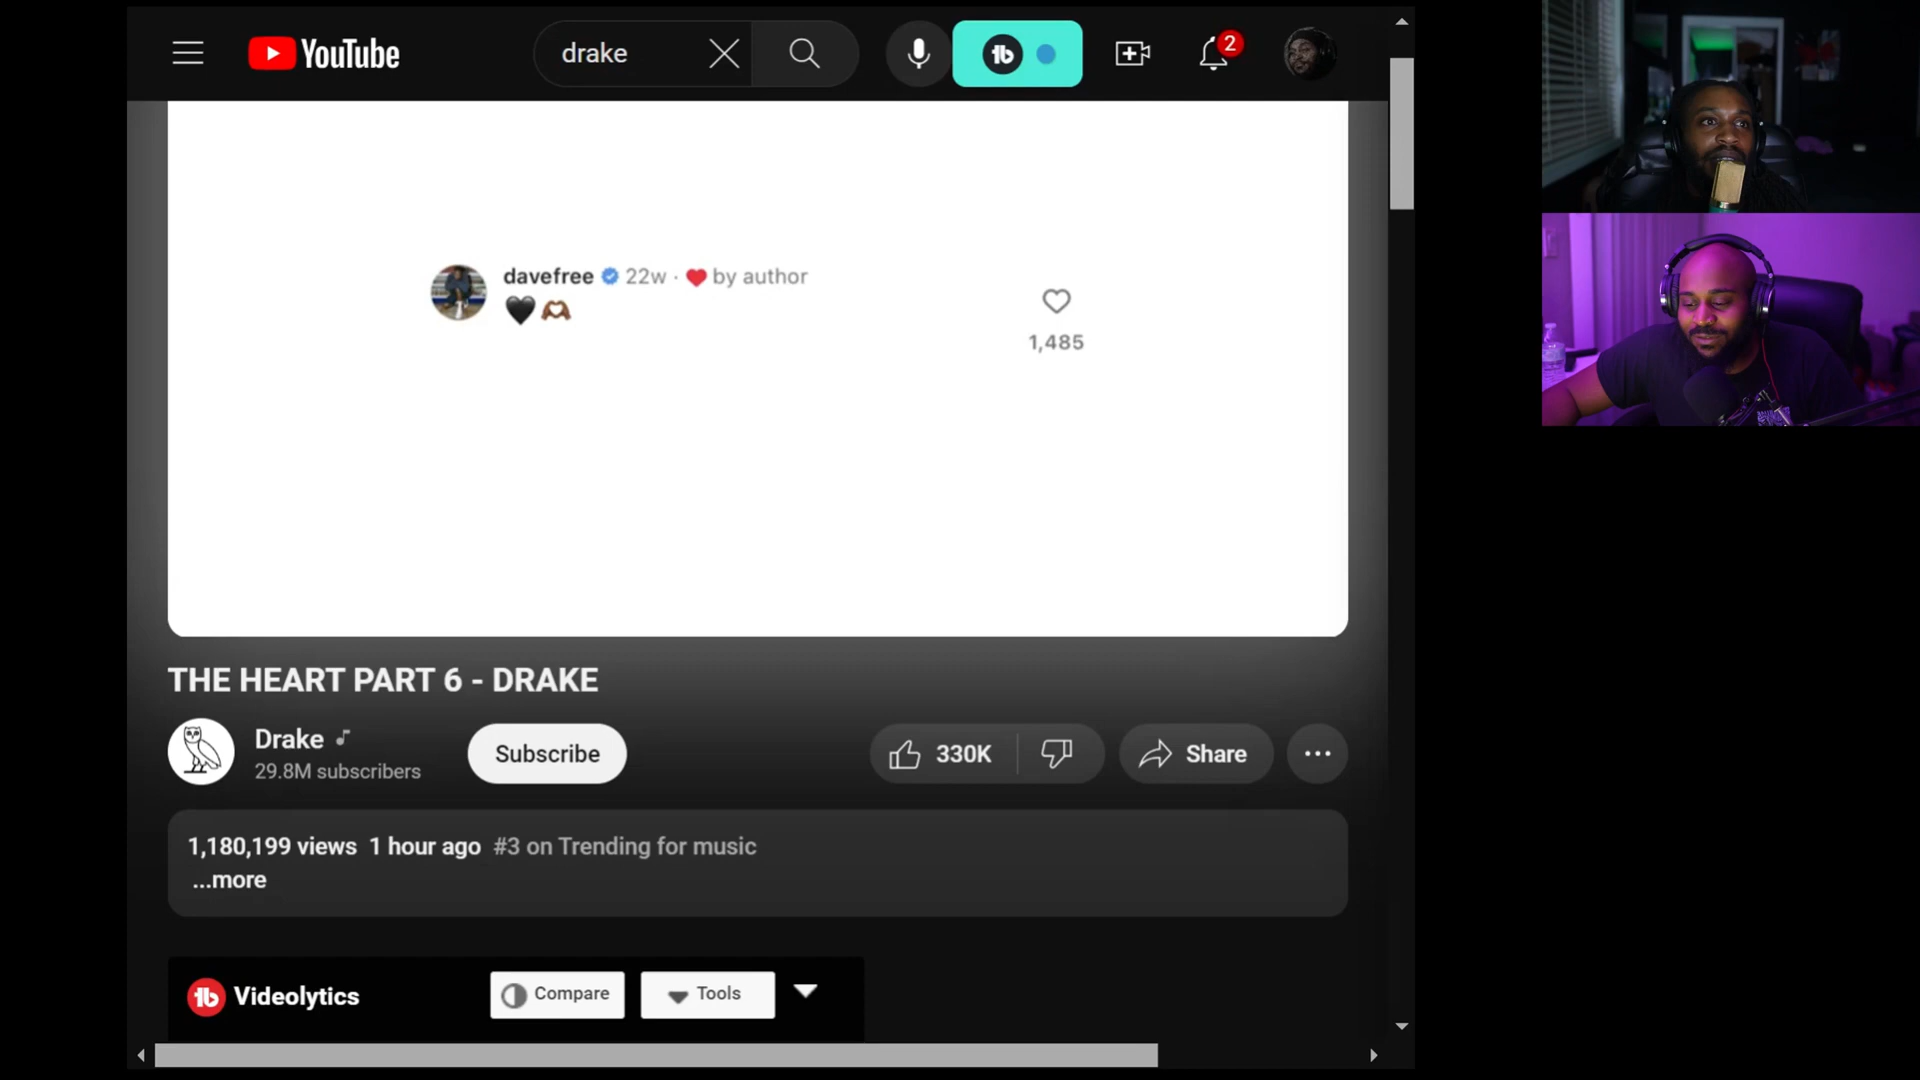 YouTube
drake
2
davefree 22w · ❤️ by author
🖤🫶🏾
1,485
THE HEART PART 6 - DRAKE
Drake
29.8M subscribers
Subscribe
330K
Share
1,180,199 views 1 hour ago #3 on Trending for music
...more
Videolytics
Compare
Tools